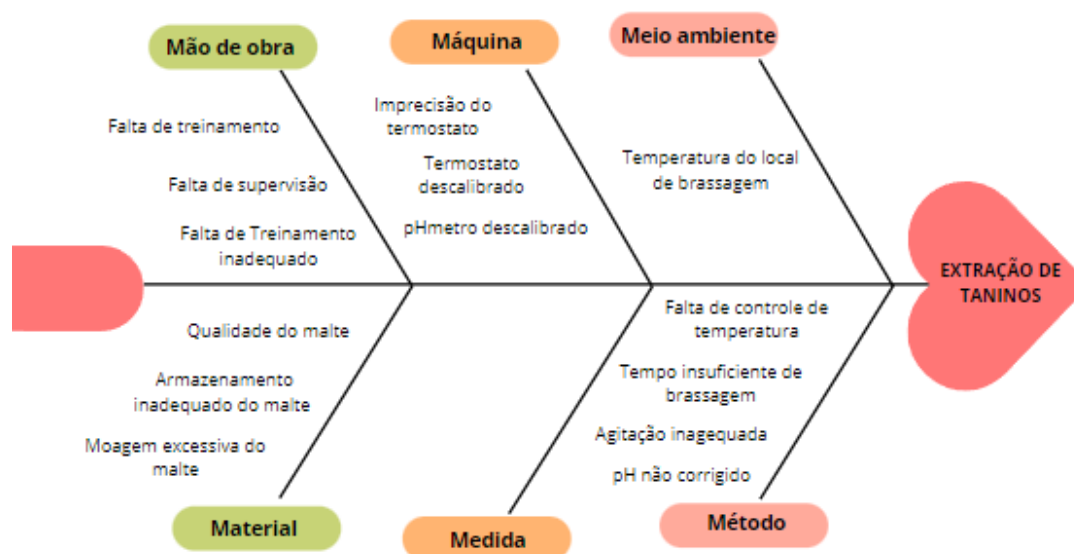 Mão de obra
Máquina
Meio ambiente
Falta de treinamento
Falta de supervisão
Falta de Treinamento
inadequado
Imprecisão do
termostato
Termostato
descalibrado
pHmetro descalibrado
Temperatura do local
de brassagem
EXTRAÇÃO DE
TANINOS
Qualidade do malte
Armazenamento
inadequado do malte
Moagem excessiva do
malte
Falta de controle de
temperatura
Tempo insuficiente de
brassagem
Agitação inagequada
pH não corrigido
Material
Medida
Método